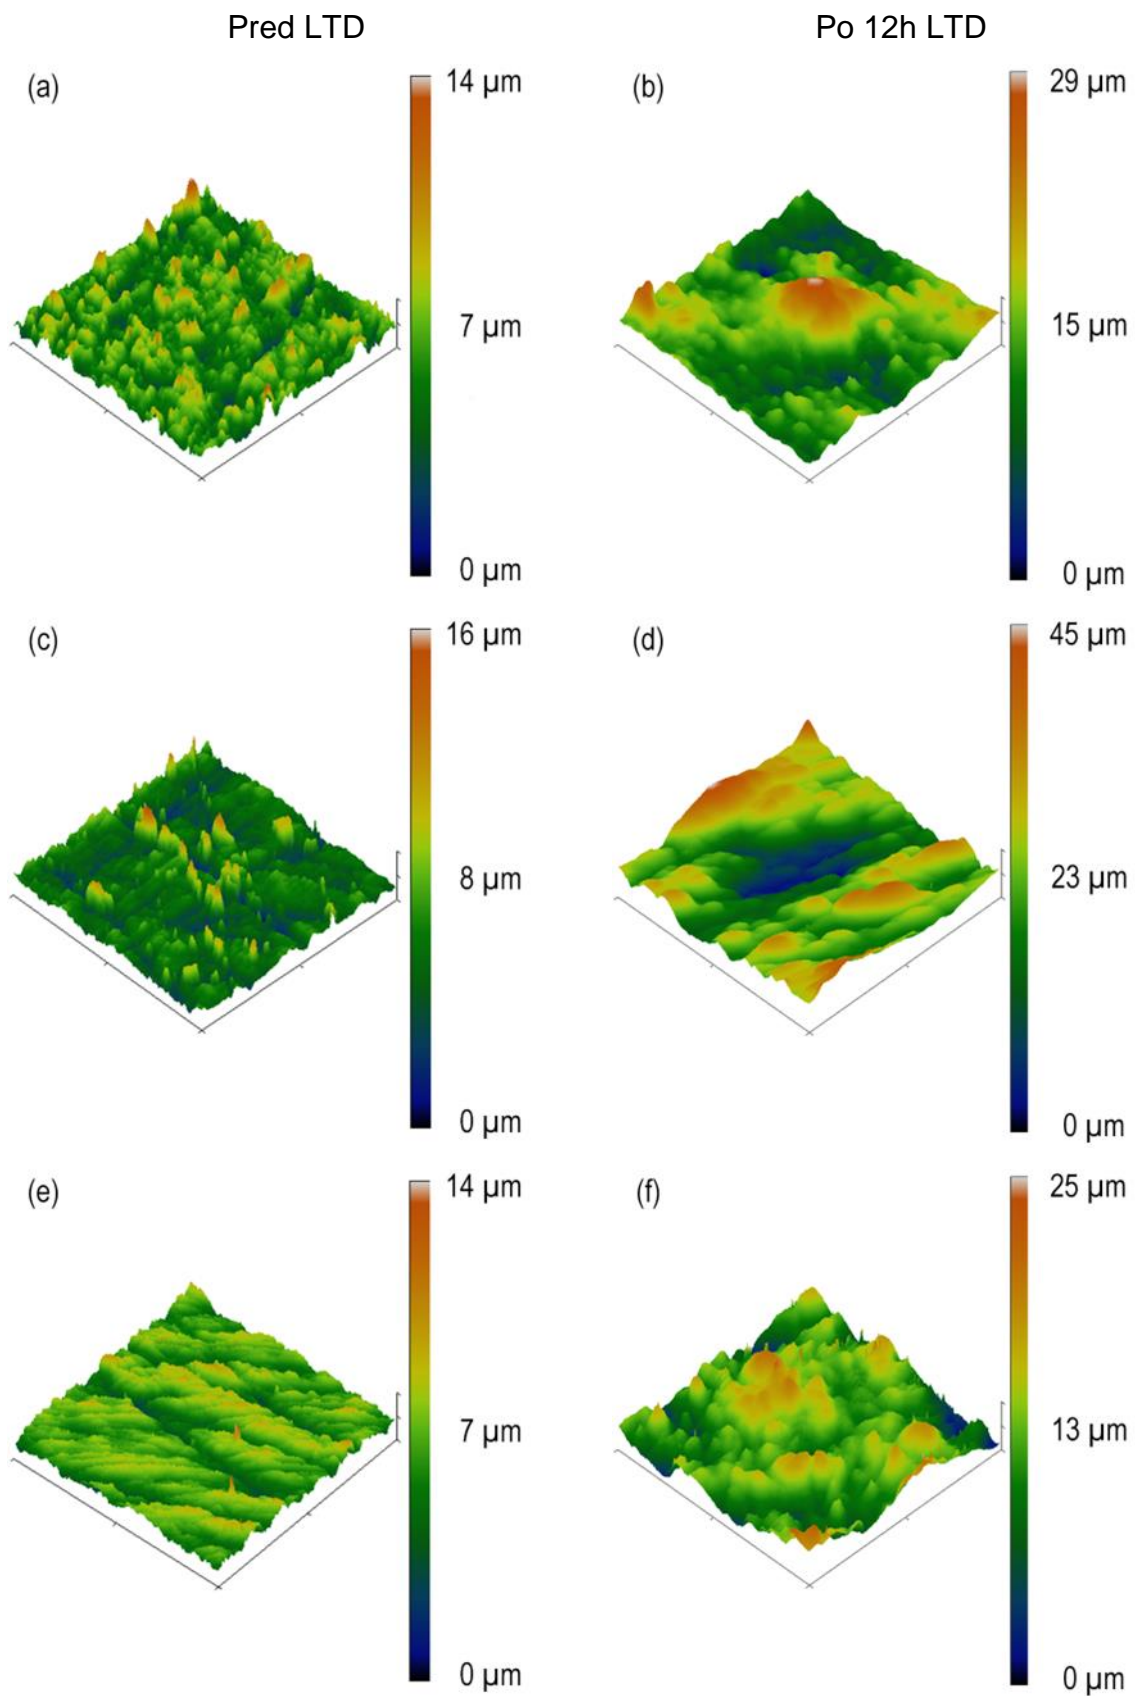 Pred LTD Po 12h LTD
(a) 14 µm (b) 29 µm
7 µm 15 µm
0 µm 0 µm
(c) 16 µm (d) 45 µm
8 µm 23 µm
0 µm 0 µm
(e) 14 µm (f) 25 µm
7 µm 13 µm
0 µm 0 µm